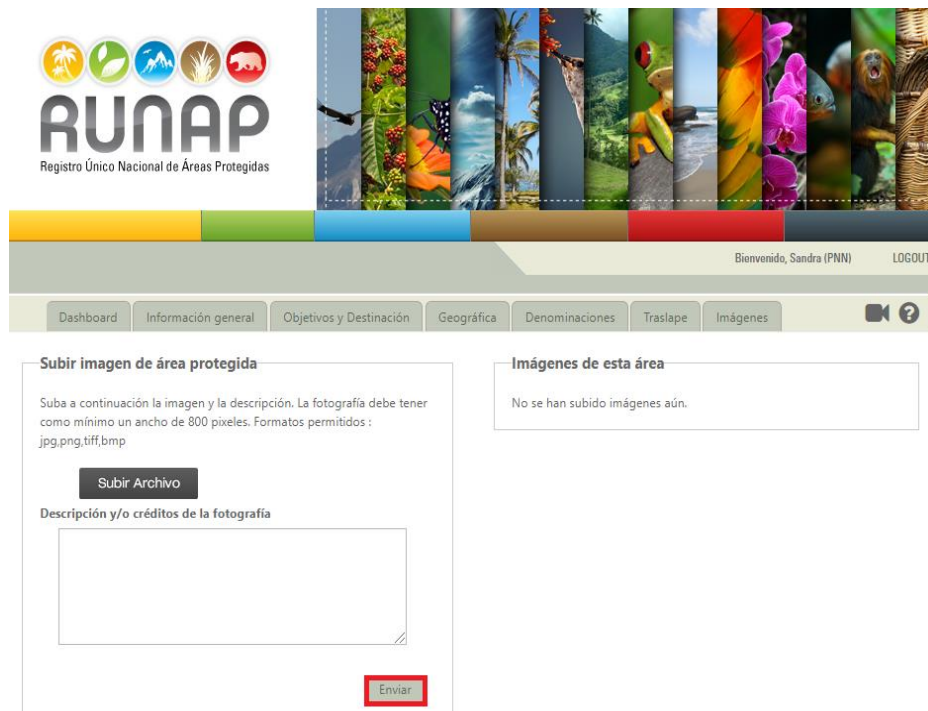 RUNAP
Registro Único Nacional de Áreas Protegidas
Bienvenido, Sandra (PNN) LOGOUT
Dashboard Información general Objetivos y Destinación Geográfica Denominaciones Traslape Imágenes
Subir imagen de área protegida
Suba a continuación la imagen y la descripción. La fotografía debe tener
como mínimo un ancho de 800 pixeles. Formatos permitidos :
jpg,png,tiff,bmp
Subir Archivo
Descripción y/o créditos de la fotografía
Enviar
Imágenes de esta área
No se han subido imágenes aún.